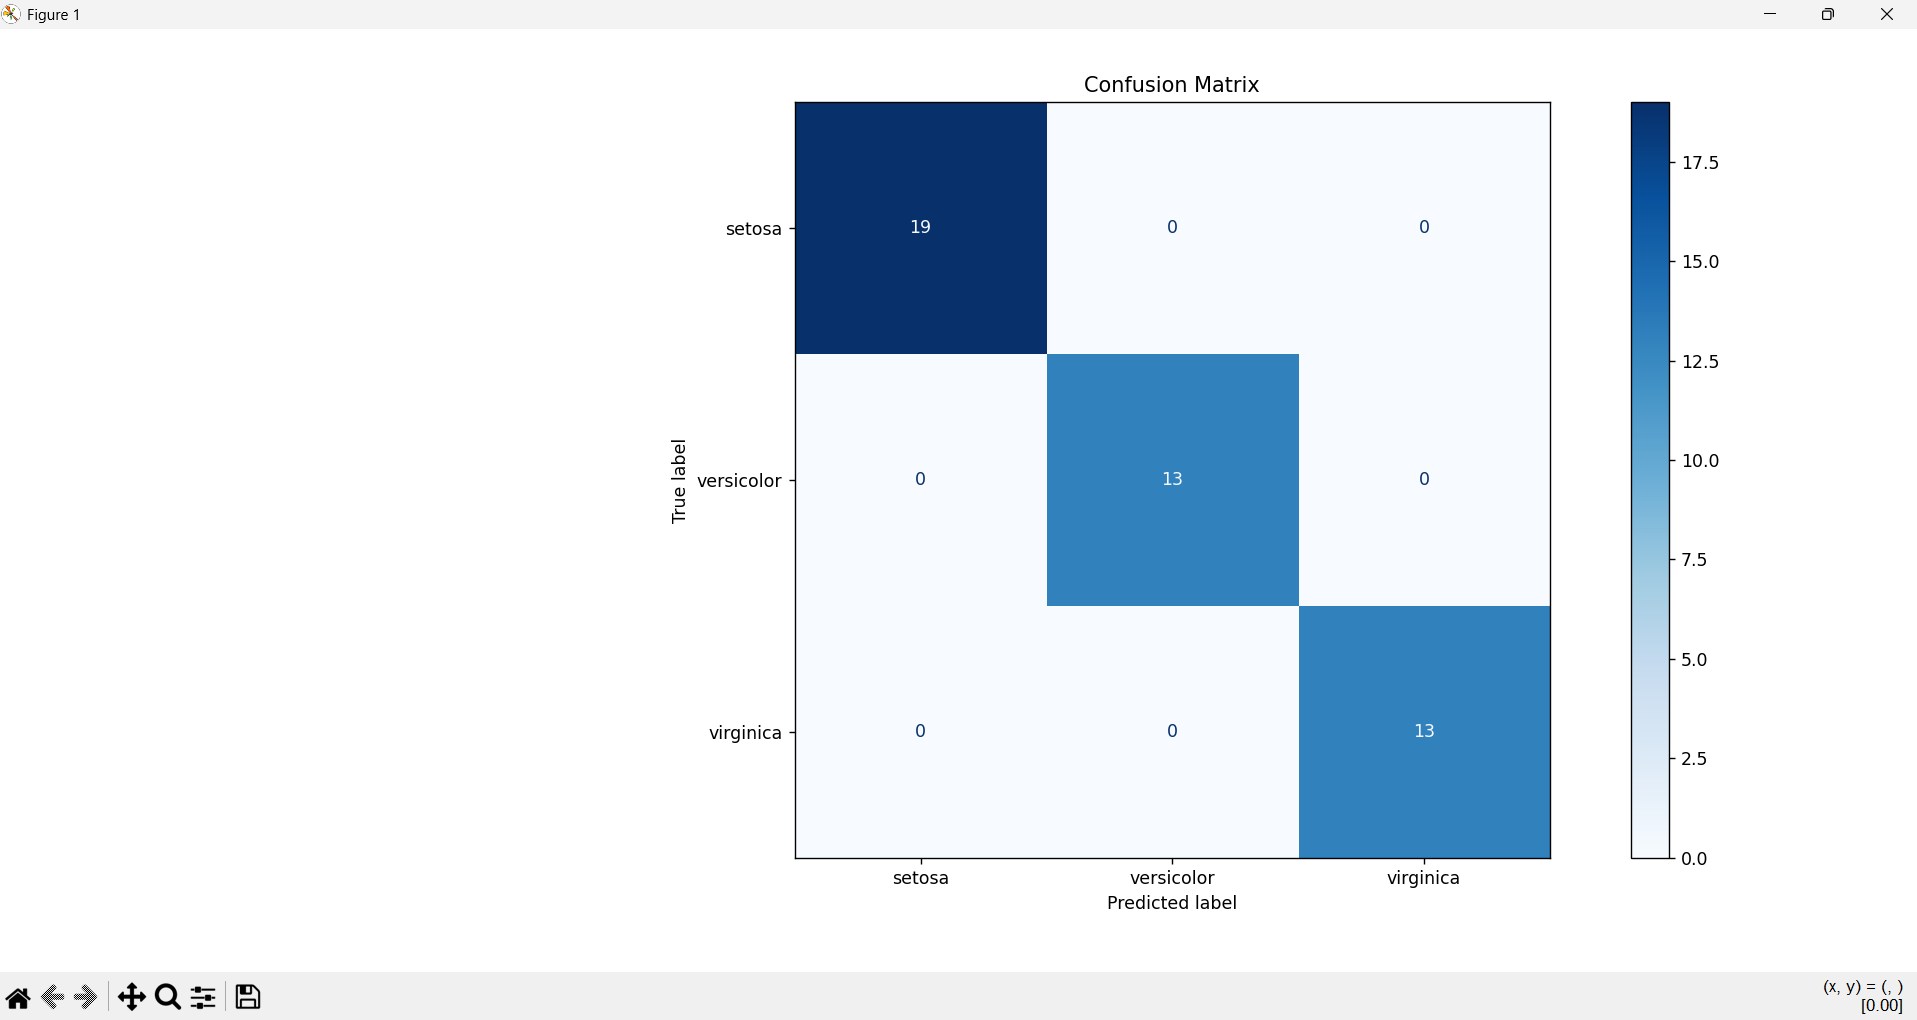 Figure 1
Confusion Matrix
setosa
19
0
0
versicolor
0
13
0
virginica
0
0
13
True label
setosa
versicolor
virginica
Predicted label
17.5
15.0
12.5
10.0
7.5
5.0
2.5
0.0
(x, y) = (, )
[0.00]